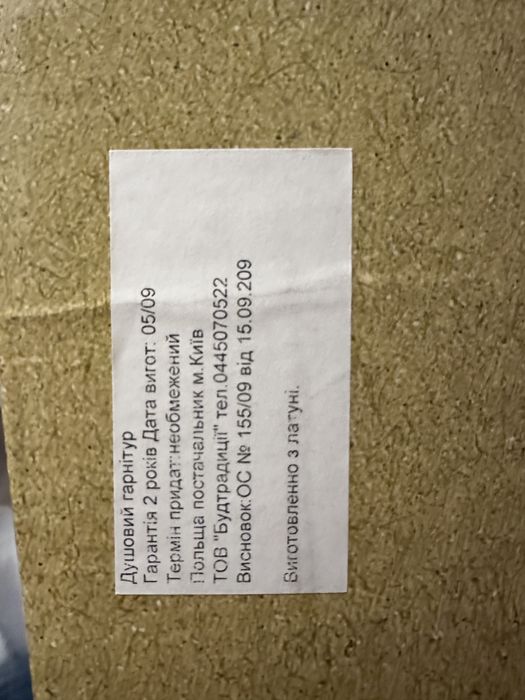 Душовий гарнітур
Гарантія 2 років Дата вигот: 05/09
Термін придат:необмежений
Польща постачальник м.Київ
ТОВ "Будтрадиції" тел.0445070522
Висновок:ОС № 155/09 від 15.09.209
Виготовленно з латуні.